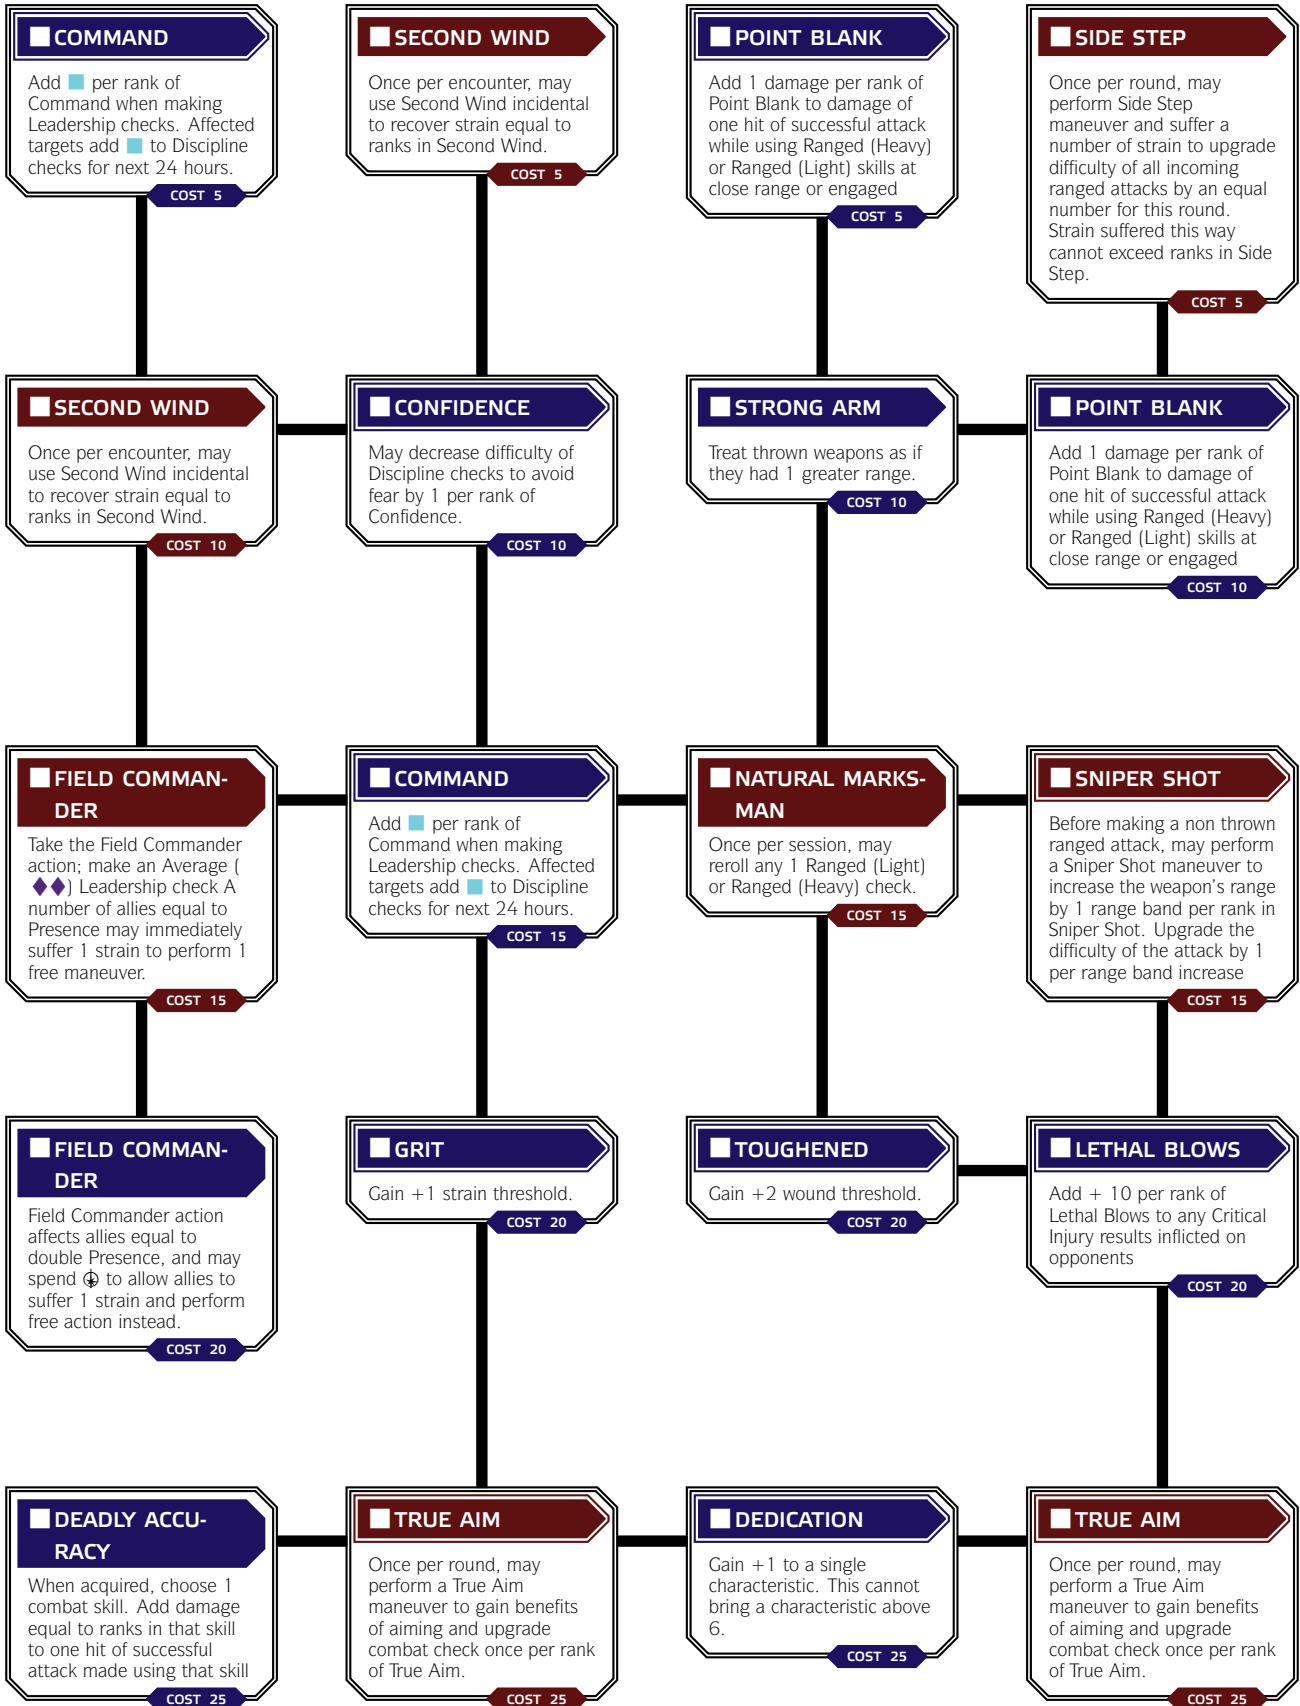 COMMAND
Add per rank of
Command when making
Leadership checks. Affected
targets add to Discipline
checks for next 24 hours.
COST 5
SECOND WIND
Once per encounter, may
use Second Wind incidental
to recover strain equal to
ranks in Second Wind.
COST 5
POINT BLANK
Add 1 damage per rank of
Point Blank to damage of
one hit of successful attack
while using Ranged (Heavy)
or Ranged (Light) skills at
close range or engaged
COST 5
SIDE STEP
Once per round, may
perform Side Step
maneuver and suffer a
number of strain to upgrade
difficulty of all incoming
ranged attacks by an equal
number for this round.
Strain suffered this way
cannot exceed ranks in Side
Step.
COST 5
SECOND WIND
Once per encounter, may
use Second Wind incidental
to recover strain equal to
ranks in Second Wind.
COST 10
CONFIDENCE
May decrease difficulty of
Discipline checks to avoid
fear by 1 per rank of
Confidence.
COST 10
STRONG ARM
Treat thrown weapons as if
they had 1 greater range.
COST 10
POINT BLANK
Add 1 damage per rank of
Point Blank to damage of
one hit of successful attack
while using Ranged (Heavy)
or Ranged (Light) skills at
close range or engaged
COST 10
FIELD COMMAN-
DER
Take the Field Commander
action; make an Average (
♦♦) Leadership check A
number of allies equal to
Presence may immediately
suffer 1 strain to perform 1
free maneuver.
COST 15
COMMAND
Add per rank of
Command when making
Leadership checks. Affected
targets add to Discipline
checks for next 24 hours.
COST 15
NATURAL MARKS-
MAN
Once per session, may
reroll any 1 Ranged (Light)
or Ranged (Heavy) check.
COST 15
SNIPER SHOT
Before making a non thrown
ranged attack, may perform
a Sniper Shot maneuver to
increase the weapon's range
by 1 range band per rank in
Sniper Shot. Upgrade the
difficulty of the attack by 1
per range band increase
COST 15
FIELD COMMAN-
DER
Field Commander action
affects allies equal to
double Presence, and may
spend to allow allies to
suffer 1 strain and perform
free action instead.
COST 20
GRIT
Gain +1 strain threshold.
COST 20
TOUGHENED
Gain +2 wound threshold.
COST 20
LETHAL BLOWS
Add + 10 per rank of
Lethal Blows to any Critical
Injury results inflicted on
opponents
COST 20
DEADLY ACCU-
RACY
When acquired, choose 1
combat skill. Add damage
equal to ranks in that skill
to one hit of successful
attack made using that skill
COST 25
TRUE AIM
Once per round, may
perform a True Aim
maneuver to gain benefits
of aiming and upgrade
combat check once per rank
of True Aim.
COST 25
DEDICATION
Gain +1 to a single
characteristic. This cannot
bring a characteristic above
6.
COST 25
TRUE AIM
Once per round, may
perform a True Aim
maneuver to gain benefits
of aiming and upgrade
combat check once per rank
of True Aim.
COST 25